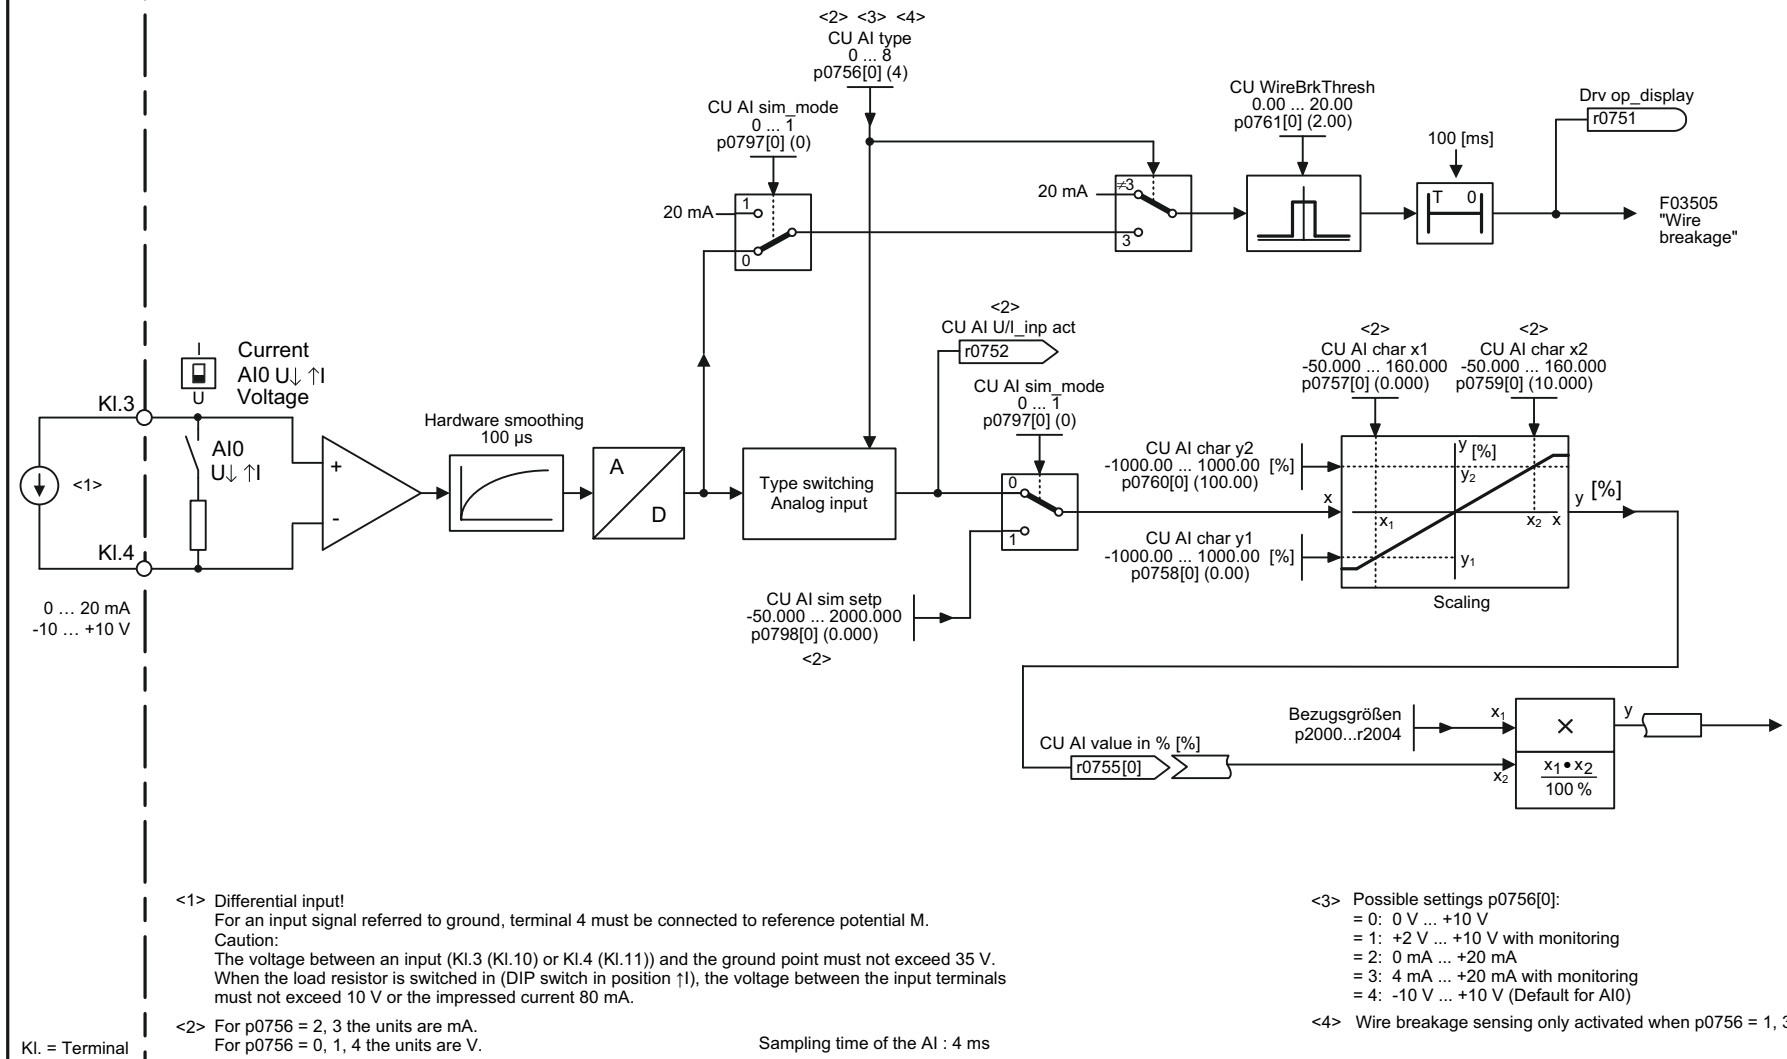 <2> <3> <4>
CU AI type
0 ... 8
p0756[0] (4)
CU AI sim_mode
0 ... 1
p0797[0] (0)
CU WireBrkThresh
0.00 ... 20.00
p0761[0] (2.00)
Drv op_display
r0751
100 [ms]
20 mA
1
0
20 mA
≠3
3
T 0
F03505
"Wire
breakage"
<2>
CU AI U/I_inp act
r0752
I
U
Current
AI0 U↓ ↑I
Voltage
Kl.3
AI0
U↓ ↑I
<1>
Kl.4
0 ... 20 mA
-10 ... +10 V
+
-
Hardware smoothing
100 µs
A
D
Type switching
Analog input
CU AI sim_mode
0 ... 1
p0797[0] (0)
0
1
CU AI sim setp
-50.000 ... 2000.000
p0798[0] (0.000)
<2>
<2>
CU AI char x1
-50.000 ... 160.000
p0757[0] (0.000)
<2>
CU AI char x2
-50.000 ... 160.000
p0759[0] (10.000)
CU AI char y2
-1000.00 ... 1000.00 [%]
p0760[0] (100.00)
CU AI char y1
-1000.00 ... 1000.00 [%]
p0758[0] (0.00)
x
y [%]
y2
x1
x2 x
y1
y [%]
Scaling
Bezugsgrößen
p2000...r2004
x1
×
y
CU AI value in % [%]
r0755[0]
x2
x1•x2
100 %
<1> Differential input!
For an input signal referred to ground, terminal 4 must be connected to reference potential M.
Caution:
The voltage between an input (Kl.3 (Kl.10) or Kl.4 (Kl.11)) and the ground point must not exceed 35 V.
When the load resistor is switched in (DIP switch in position ↑I), the voltage between the input terminals
must not exceed 10 V or the impressed current 80 mA.
<2> For p0756 = 2, 3 the units are mA.
For p0756 = 0, 1, 4 the units are V.
Kl. = Terminal
Sampling time of the AI : 4 ms
<3> Possible settings p0756[0]:
= 0: 0 V ... +10 V
= 1: +2 V ... +10 V with monitoring
= 2: 0 mA ... +20 mA
= 3: 4 mA ... +20 mA with monitoring
= 4: -10 V ... +10 V (Default for AI0)
<4> Wire breakage sensing only activated when p0756 = 1, 3